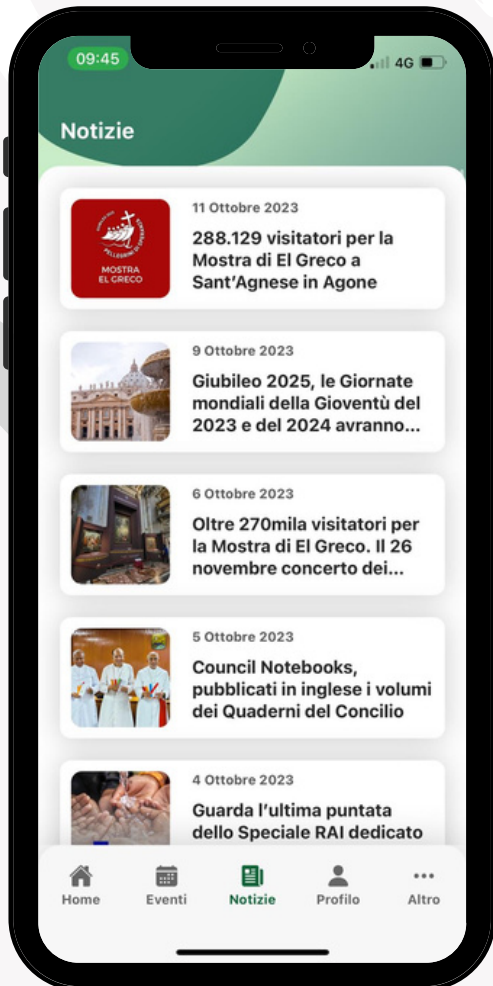 09:45
4G
Notizie
11 Ottobre 2023
288.129 visitatori per la
Mostra di El Greco a
Sant'Agnese in Agone
PELLEGRINI DI SPERANZA
MOSTRA
EL GRECO
9 Ottobre 2023
Giubileo 2025, le Giornate
mondiali della Gioventù del
2023 e del 2024 avranno...
6 Ottobre 2023
Oltre 270mila visitatori per
la Mostra di El Greco. Il 26
novembre concerto dei...
5 Ottobre 2023
Council Notebooks,
pubblicati in inglese i volumi
dei Quaderni del Concilio
4 Ottobre 2023
Guarda l'ultima puntata
dello Speciale RAI dedicato
Home
Eventi
Notizie
Profilo
Altro